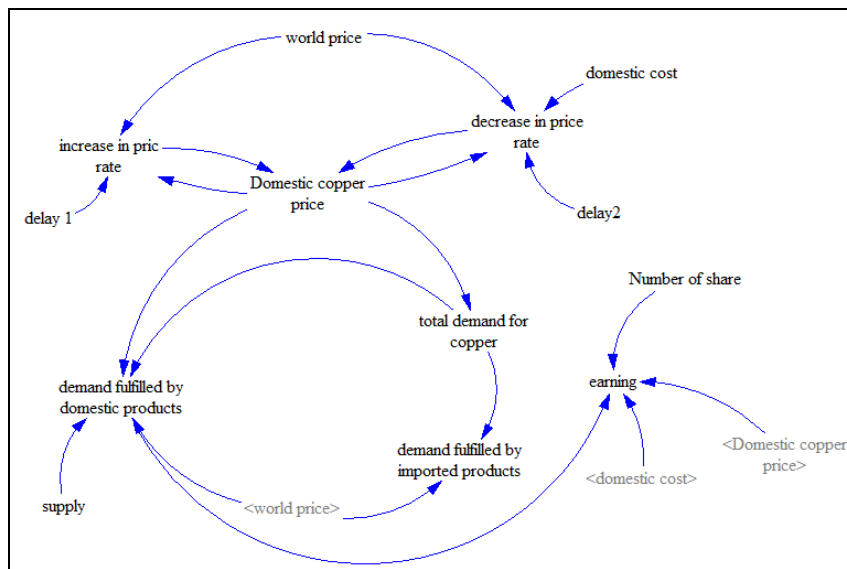 world price
domestic cost
decrease in price
rate
increase in pric
rate
Domestic copper
price
delay 1
delay2
Number of share
total demand for
copper
demand fulfilled by
domestic products
earning
demand fulfilled by
imported products
<Domestic copper
price>
<domestic cost>
supply
<world price>